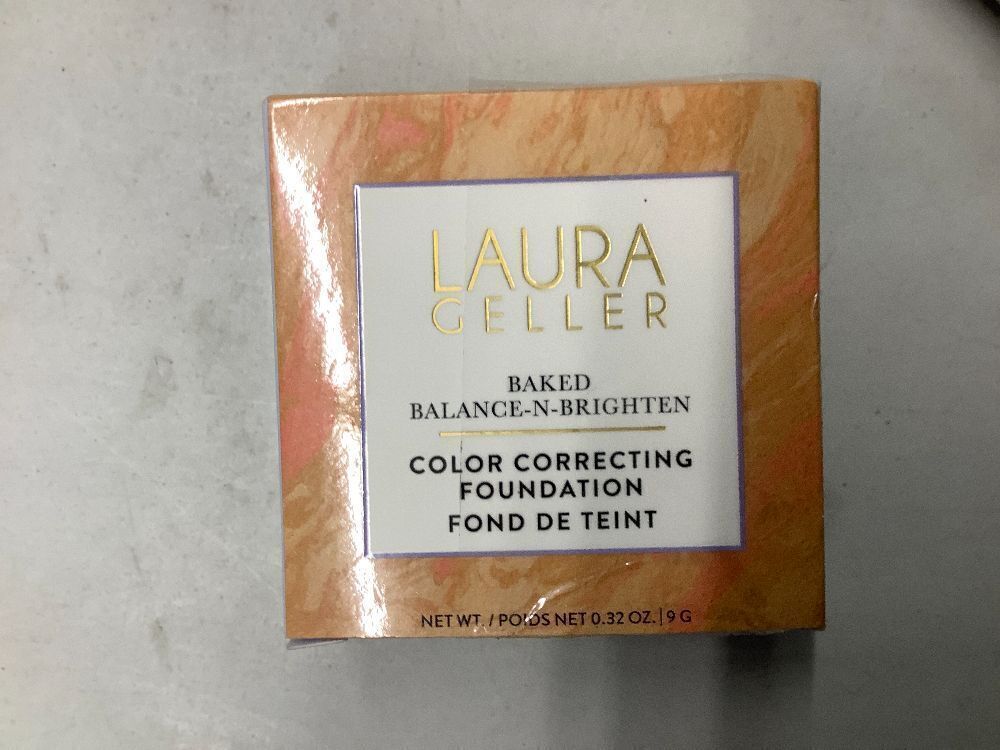 LAURA
GELLER
BAKED
BALANCE-N-BRIGHTEN
COLOR CORRECTING
FOUNDATION
FOND DE TEINT
NET WT. / POIDS NET 0.32 OZ. | 9 G